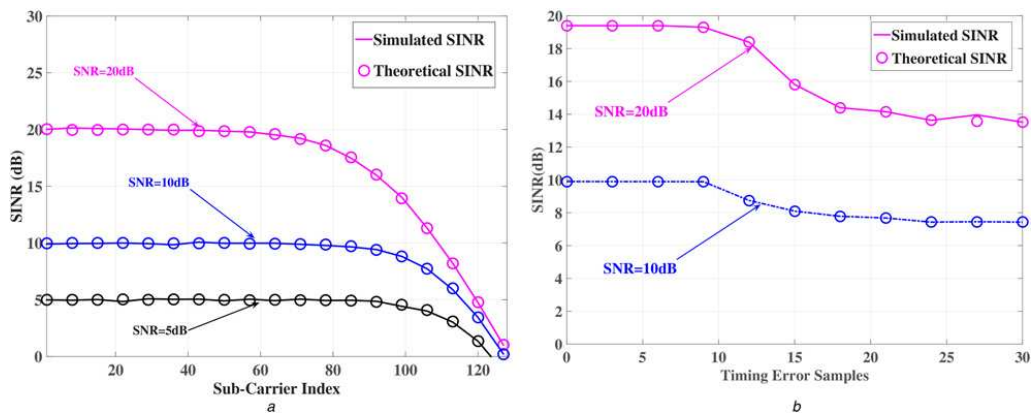 30
25
20
15
10
5
0
SINR (dB)
Simulated SINR
Theoretical SINR
SNR=20dB
SNR=10dB
SNR=5dB
20 40 60 80 100 120
Sub-Carrier Index
a
20
18
16
14
12
10
8
6
4
2
0
SINR(dB)
Simulated SINR
Theoretical SINR
SNR=20dB
SNR=10dB
0 5 10 15 20 25 30
Timing Error Samples
b